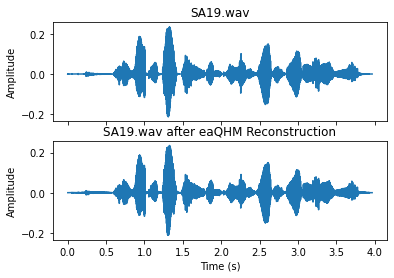 SA19.wav
0.2
0.0
−0.2
Amplitude
SA19.wav after eaQHM Reconstruction
0.2
0.0
−0.2
Amplitude
0.0 0.5 1.0 1.5 2.0 2.5 3.0 3.5 4.0
Time (s)